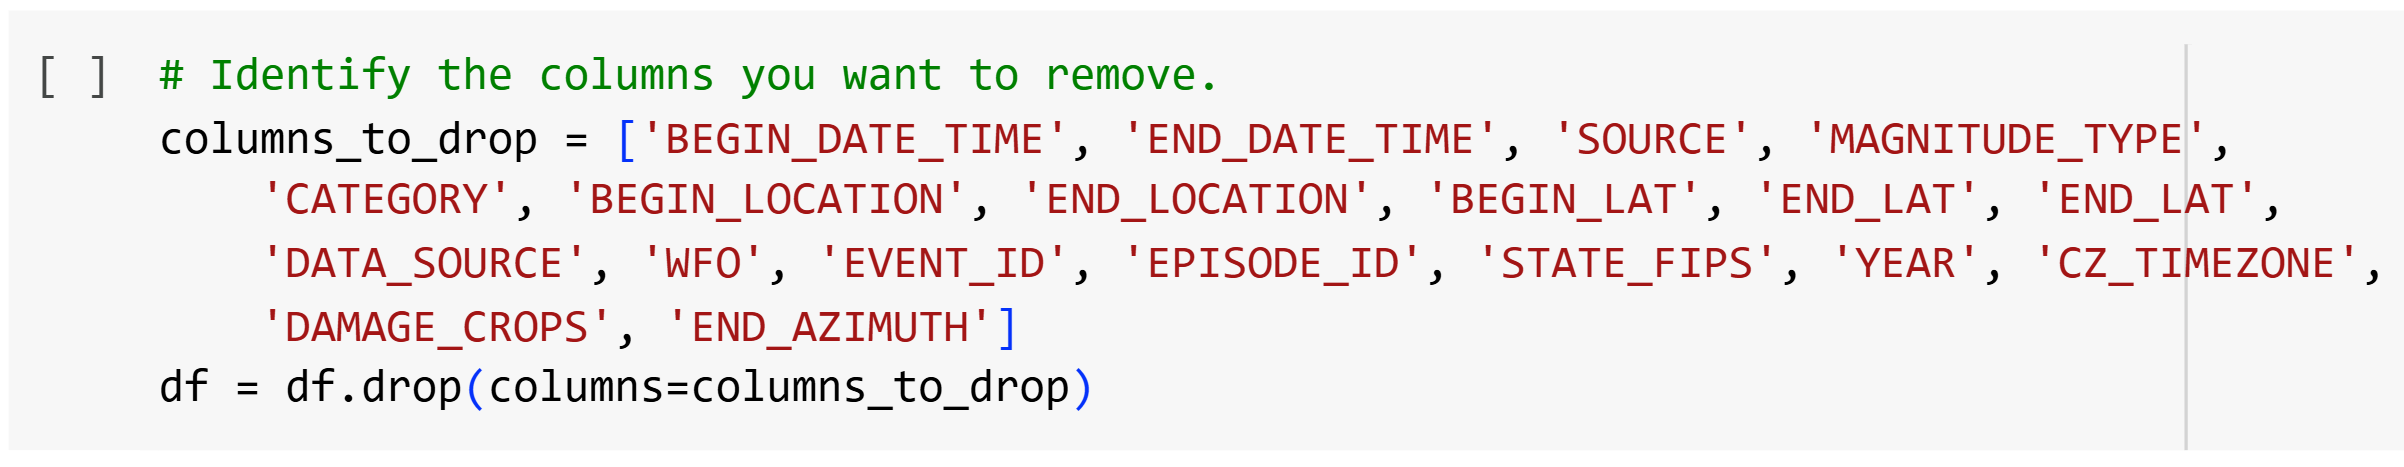 [ ] # Identify the columns you want to remove.
columns_to_drop = ['BEGIN_DATE_TIME', 'END_DATE_TIME', 'SOURCE', 'MAGNITUDE_TYPE',
'CATEGORY', 'BEGIN_LOCATION', 'END_LOCATION', 'BEGIN_LAT', 'END_LAT', 'END_LAT',
'DATA_SOURCE', 'WFO', 'EVENT_ID', 'EPISODE_ID', 'STATE_FIPS', 'YEAR', 'CZ_TIMEZONE',
'DAMAGE_CROPS', 'END_AZIMUTH']
df = df.drop(columns=columns_to_drop)